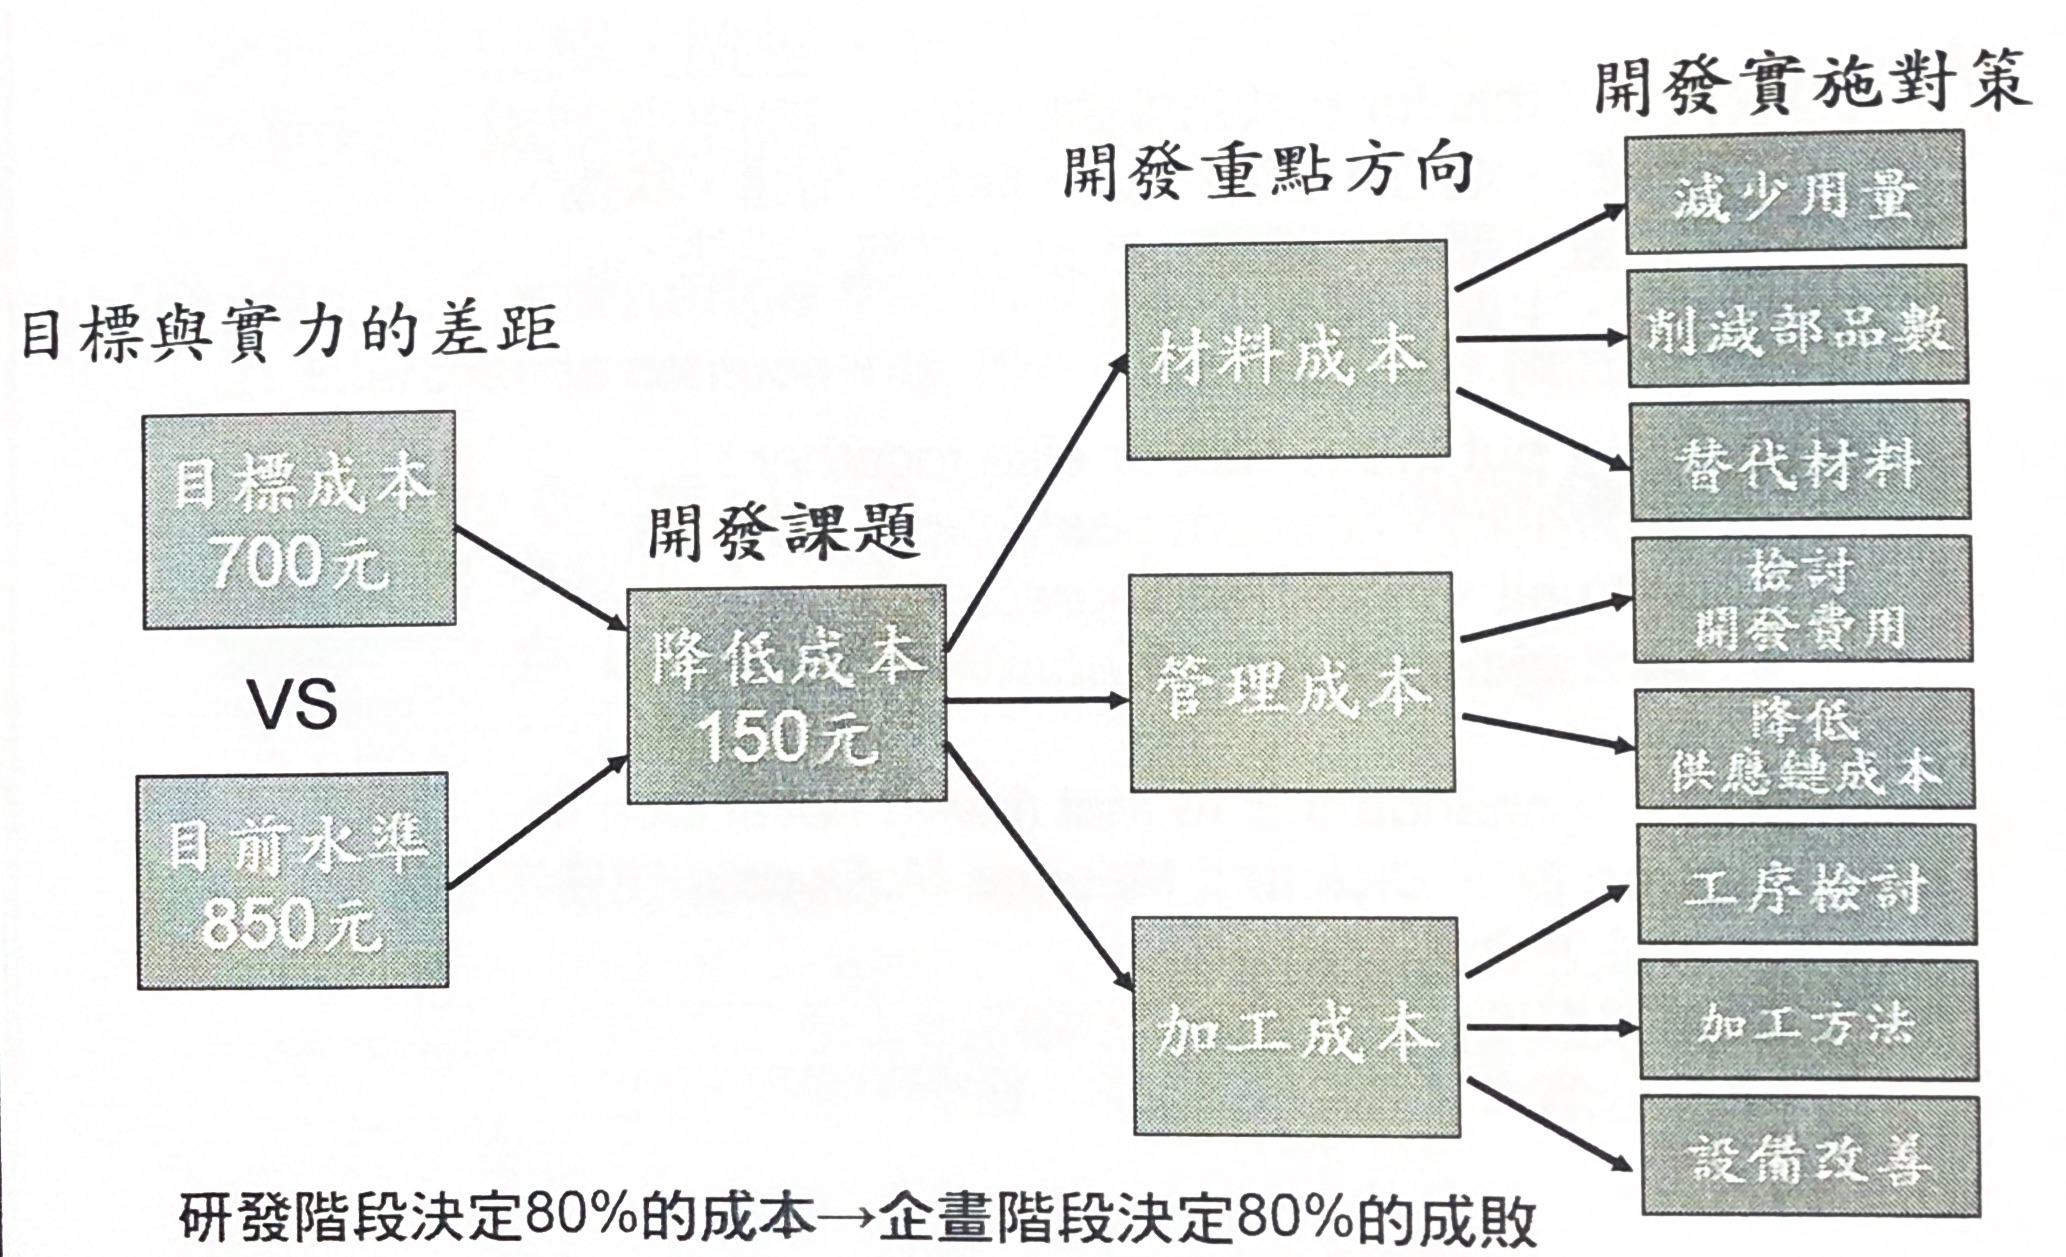 目標與實力的差距
目標成本
700元
VS
目前水準
850元
開發課題
降低成本
150元
開發重點方向
材料成本
管理成本
加工成本
開發實施對策
減少用量
削減部品數
替代材料
檢討
開發費用
降低
供應鏈成本
工序檢討
加工方法
設備改善
研發階段決定80%的成本→企畫階段決定80%的成敗